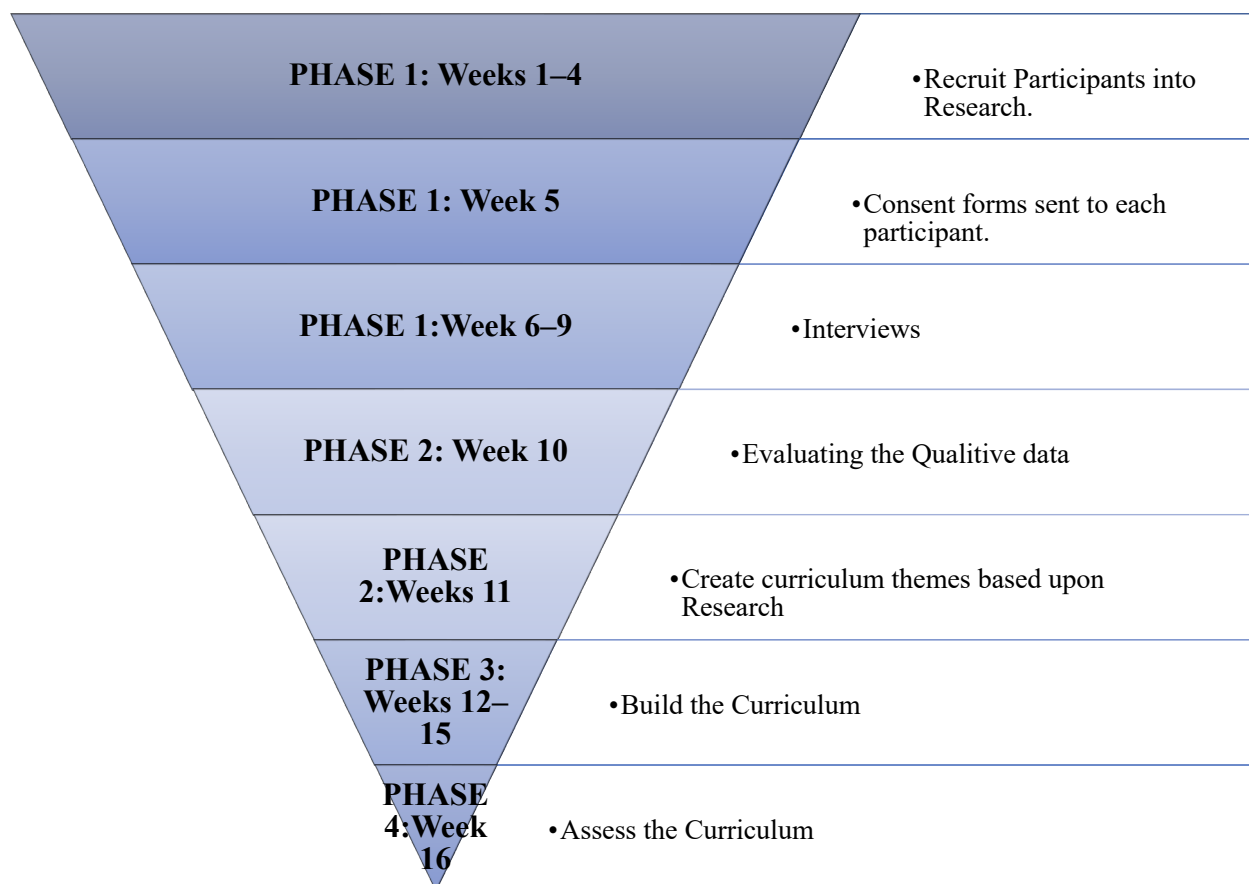 PHASE 1: Weeks 1–4
•Recruit Participants into
Research.
PHASE 1: Week 5
•Consent forms sent to each
participant.
PHASE 1:Week 6–9
•Interviews
PHASE 2: Week 10
•Evaluating the Qualitive data
PHASE
2:Weeks 11
•Create curriculum themes based upon
Research
PHASE 3:
Weeks 12–
15
•Build the Curriculum
PHASE
4:Week
16
•Assess the Curriculum